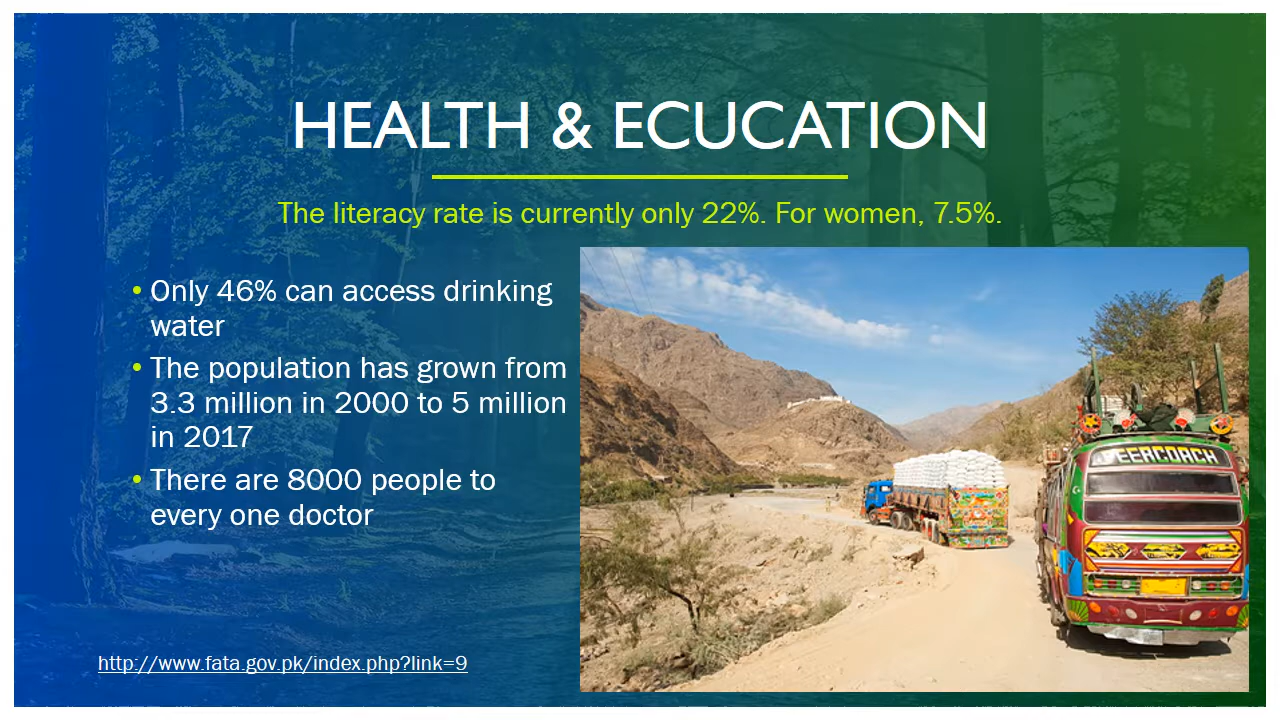 HEALTH & ECUCATION
The literacy rate is currently only 22%. For women, 7.5%.
• Only 46% can access drinking
water
• The population has grown from
3.3 million in 2000 to 5 million
in 2017
• There are 8000 people to
every one doctor
http://www.fata.gov.pk/index.php?link=9
EERCOACH